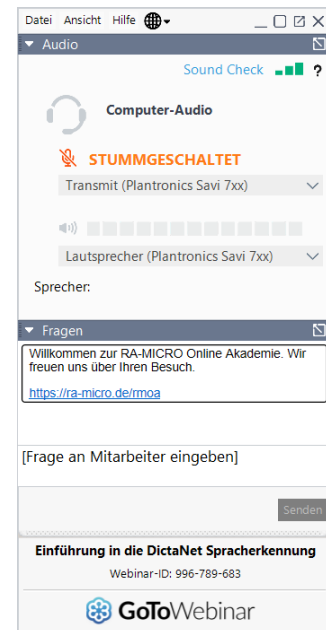 Datei Ansicht Hilfe
Audio
Sound Check ?
Computer-Audio
STUMMGESCHALTET
Transmit (Plantronics Savi 7xx)
Lautsprecher (Plantronics Savi 7xx)
Sprecher:
Fragen
Willkommen zur RA-MICRO Online Akademie. Wir
freuen uns über Ihren Besuch.
https://ra-micro.de/rmoa
[Frage an Mitarbeiter eingeben]
Senden
Einführung in die DictaNet Spracherkennung
Webinar-ID: 996-789-683
GoToWebinar